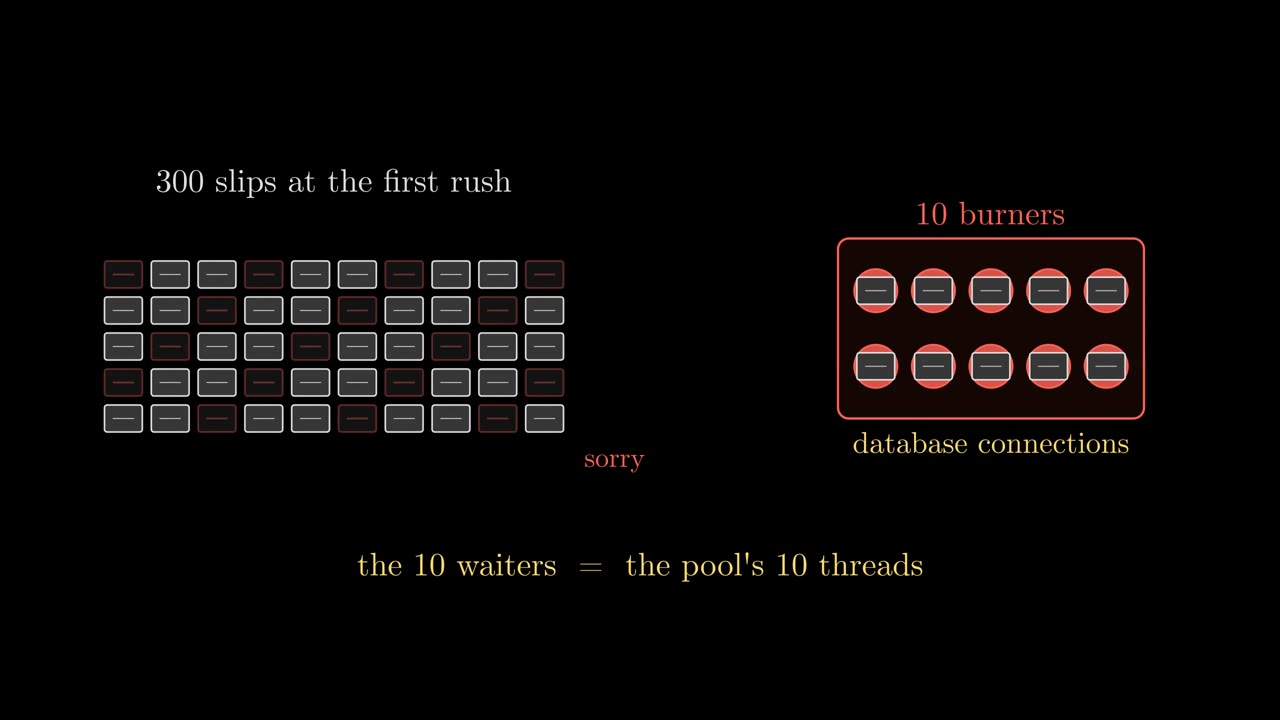 300 slips at the first rush
10 burners
database connections
sorry
the 10 waiters = the pool's 10 threads